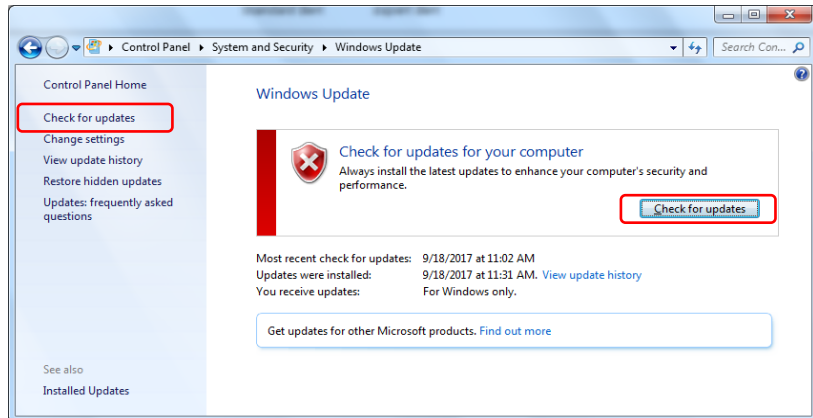 Control Panel ▸ System and Security ▸ Windows Update
Search Con...
Control Panel Home
Check for updates
Change settings
View update history
Restore hidden updates
Updates: frequently asked
questions
See also
Installed Updates
Windows Update
Check for updates for your computer
Always install the latest updates to enhance your computer's security and
performance.
Check for updates
Most recent check for updates: 9/18/2017 at 11:02 AM
Updates were installed: 9/18/2017 at 11:31 AM. View update history
You receive updates: For Windows only.
Get updates for other Microsoft products. Find out more